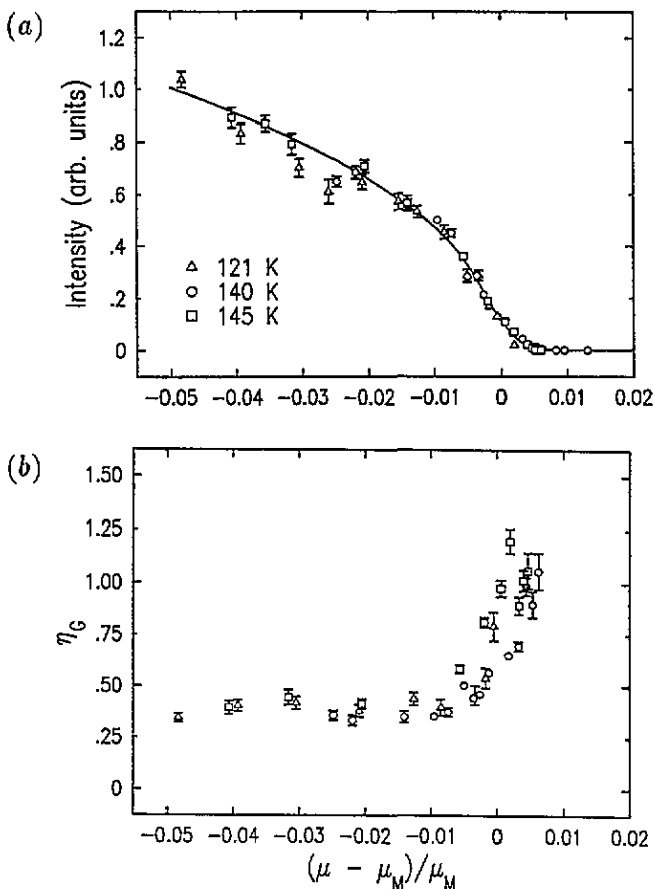 (a)
Intensity (arb. units)
1.2
1.0
.8
.6
.4
.2
0
△ 121 K
○ 140 K
□ 145 K
−0.05 −0.04 −0.03 −0.02 −0.01 0 0.01 0.02
(b)
η_G
1.50
1.25
1.00
.75
.50
.25
0
−0.05 −0.04 −0.03 −0.02 −0.01 0 0.01 0.02
(μ − μ_M)/μ_M